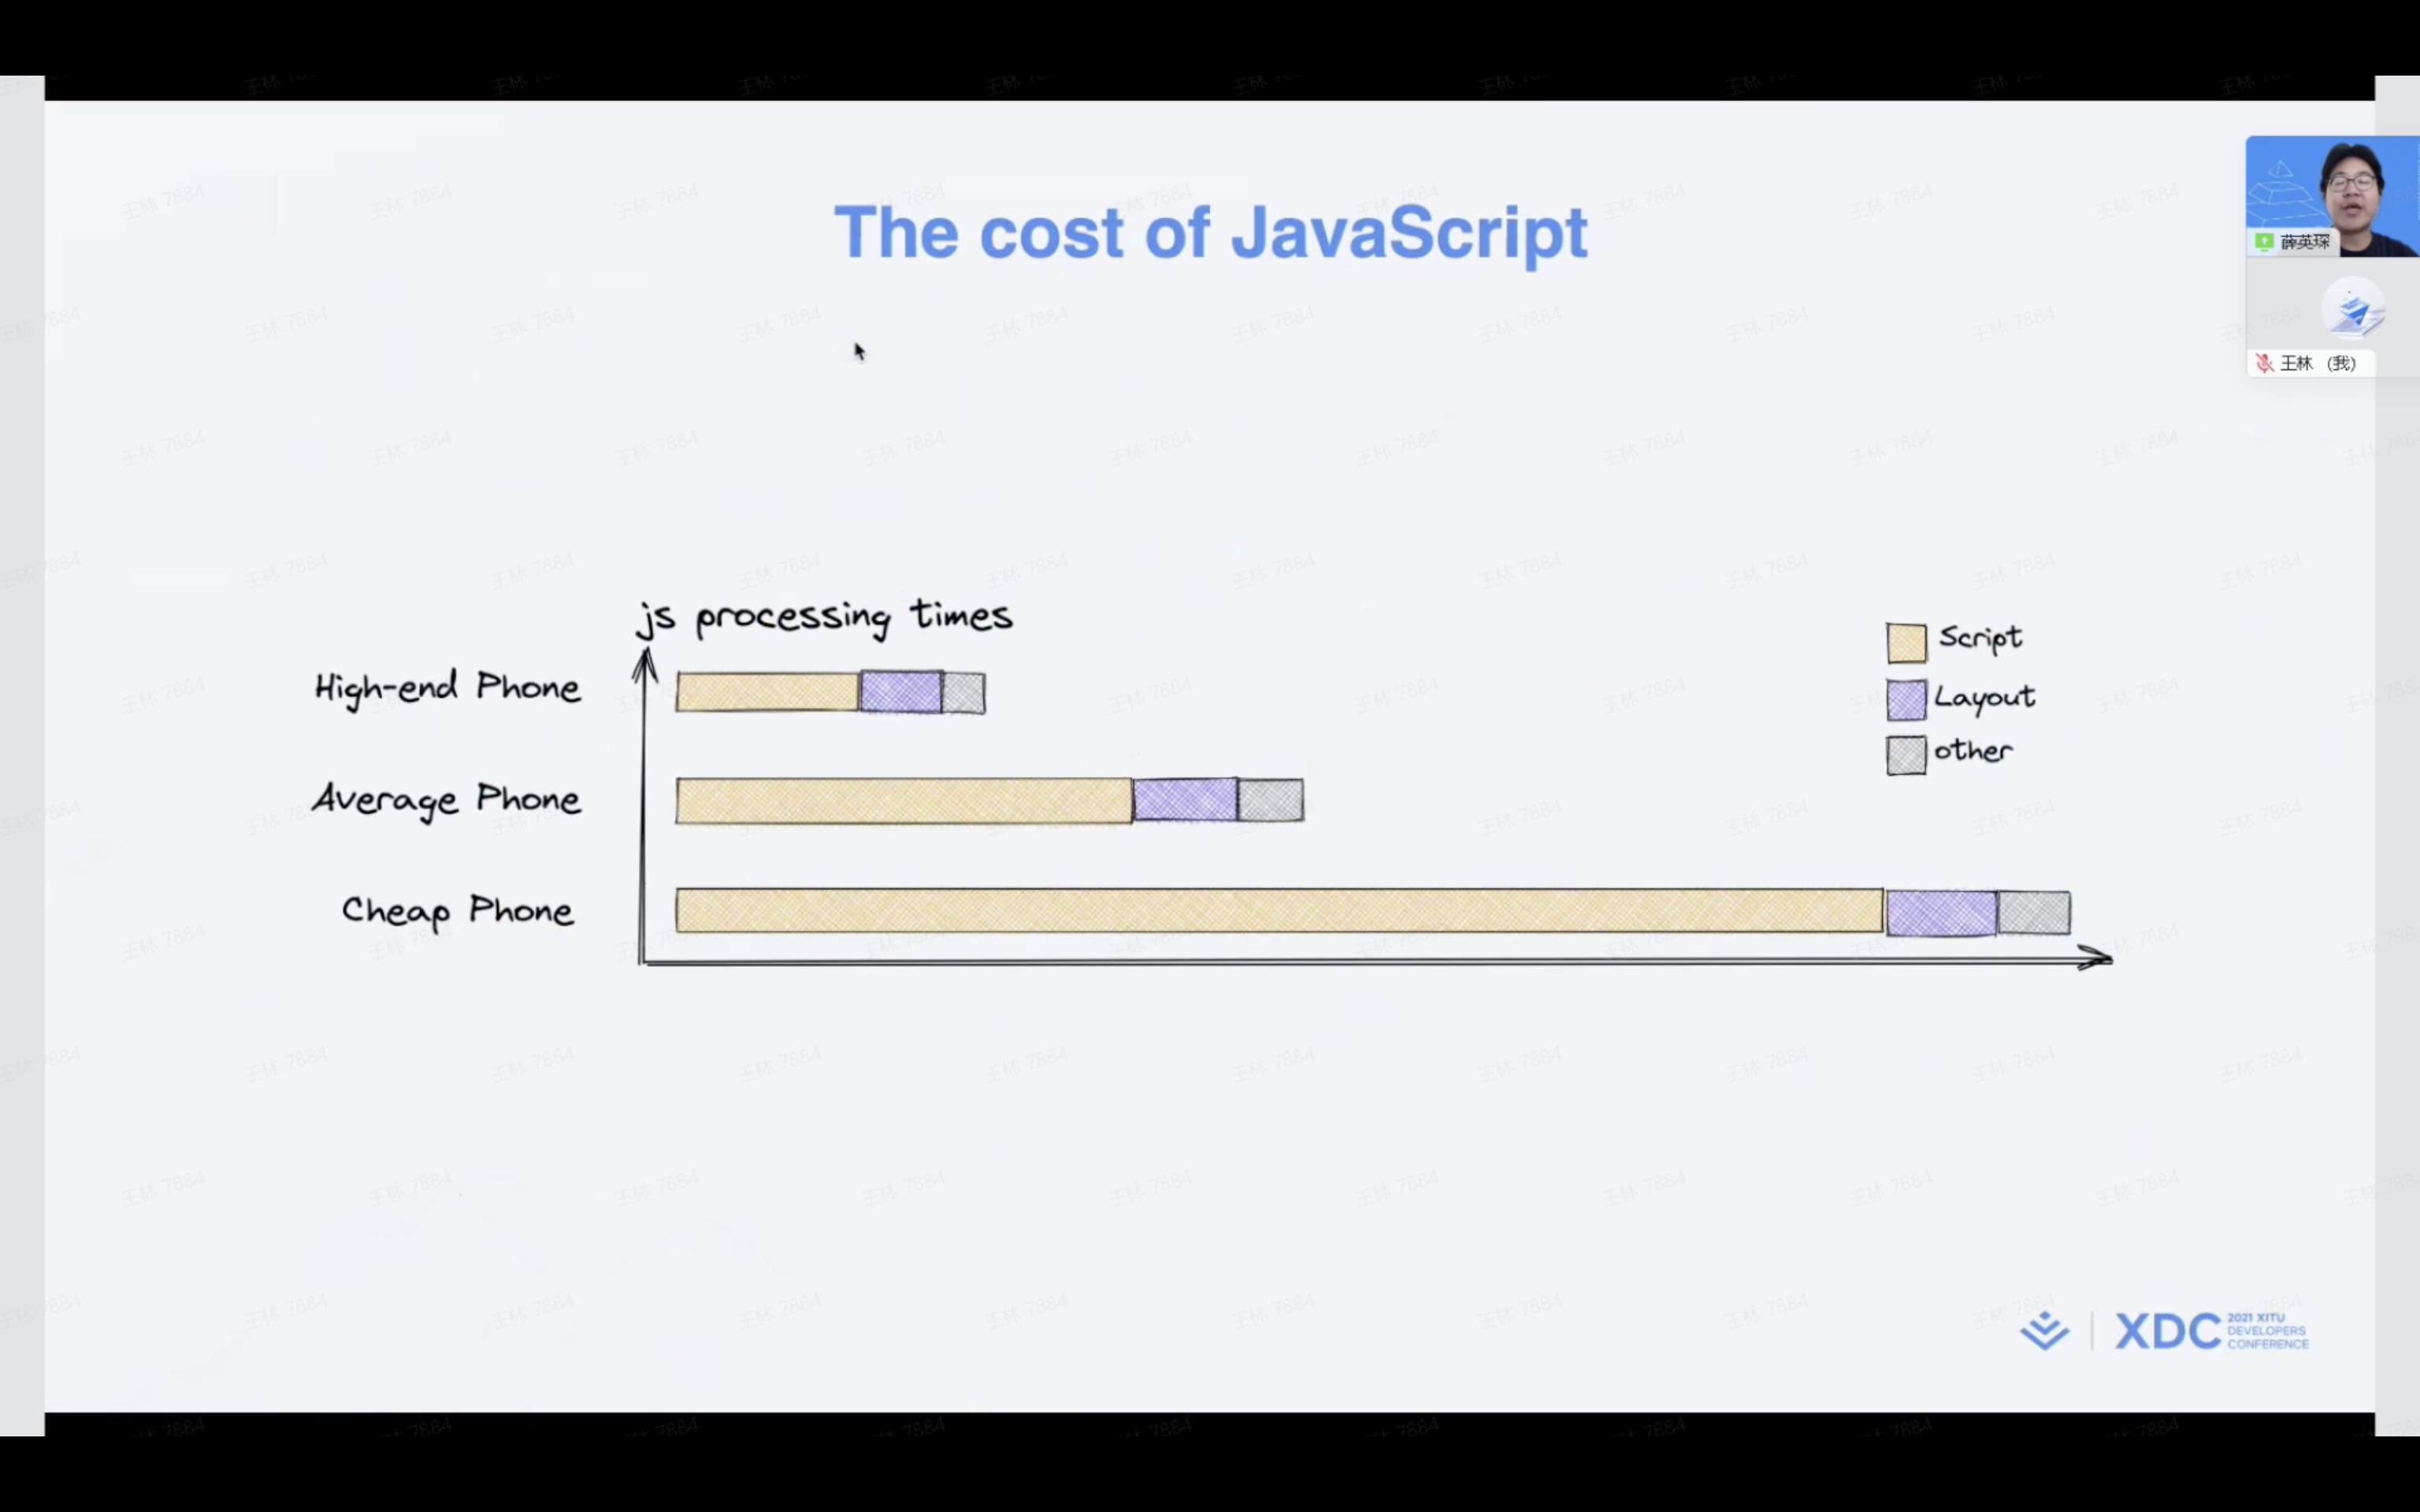 The cost of JavaScript
薛英琛
王林 (我)
js processing times
High-end Phone
Average Phone
Cheap Phone
Script
Layout
other
XDC
2021 XITU
DEVELOPERS
CONFERENCE
王林 7884